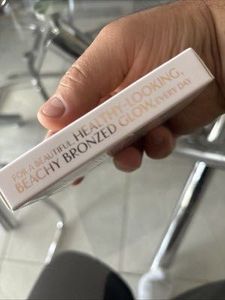 FOR A BEAUTIFUL, HEALTHY-LOOKING,
BEACHY BRONZED GLOW, EVERY DAY